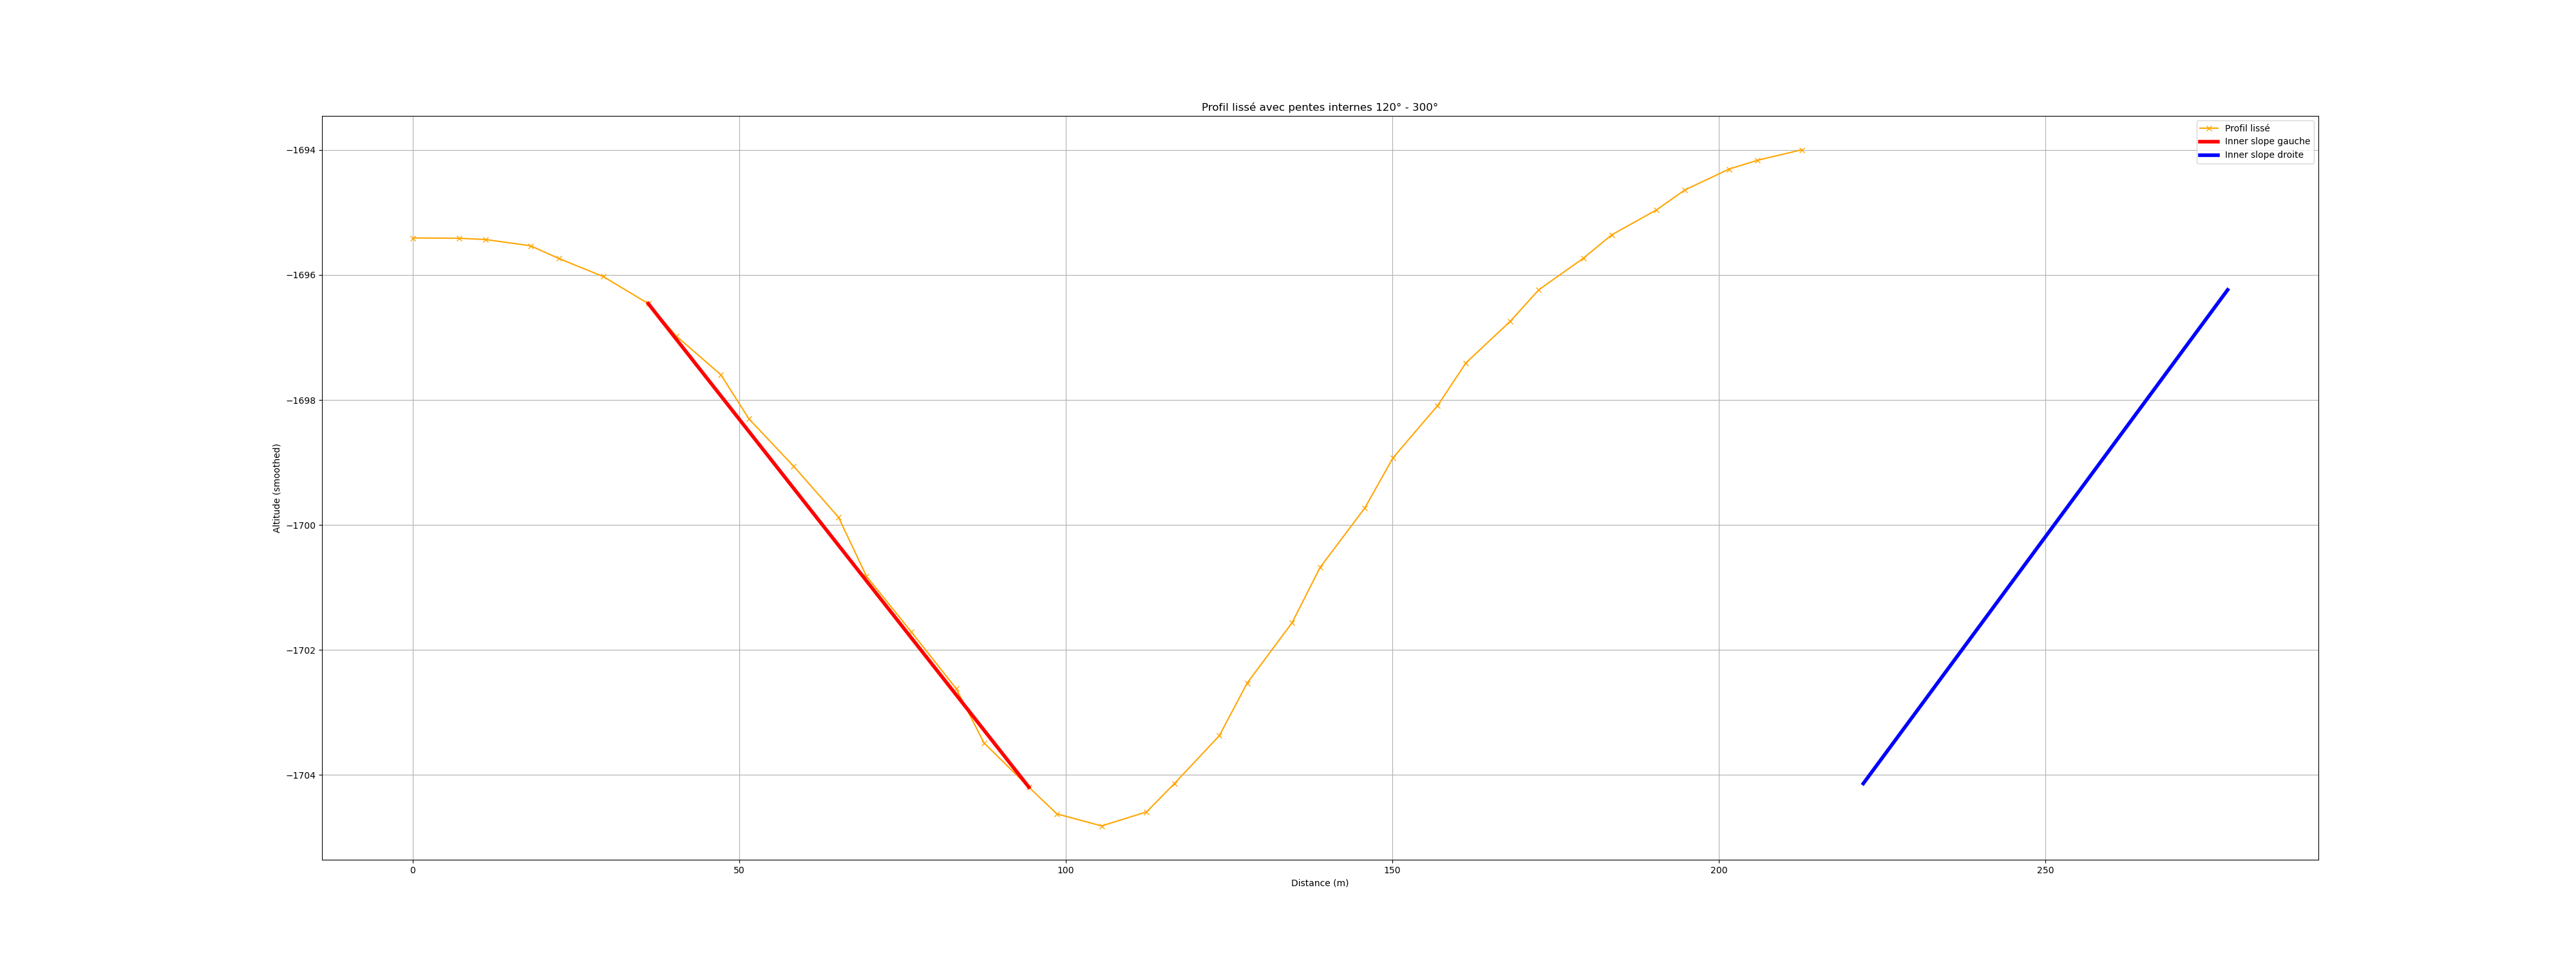 Profil lissé avec pentes internes 120° - 300°
Profil lissé
Inner slope gauche
Inner slope droite
−1694
−1696
−1698
−1700
−1702
−1704
Altitude (smoothed)
0
50
100
150
200
250
Distance (m)